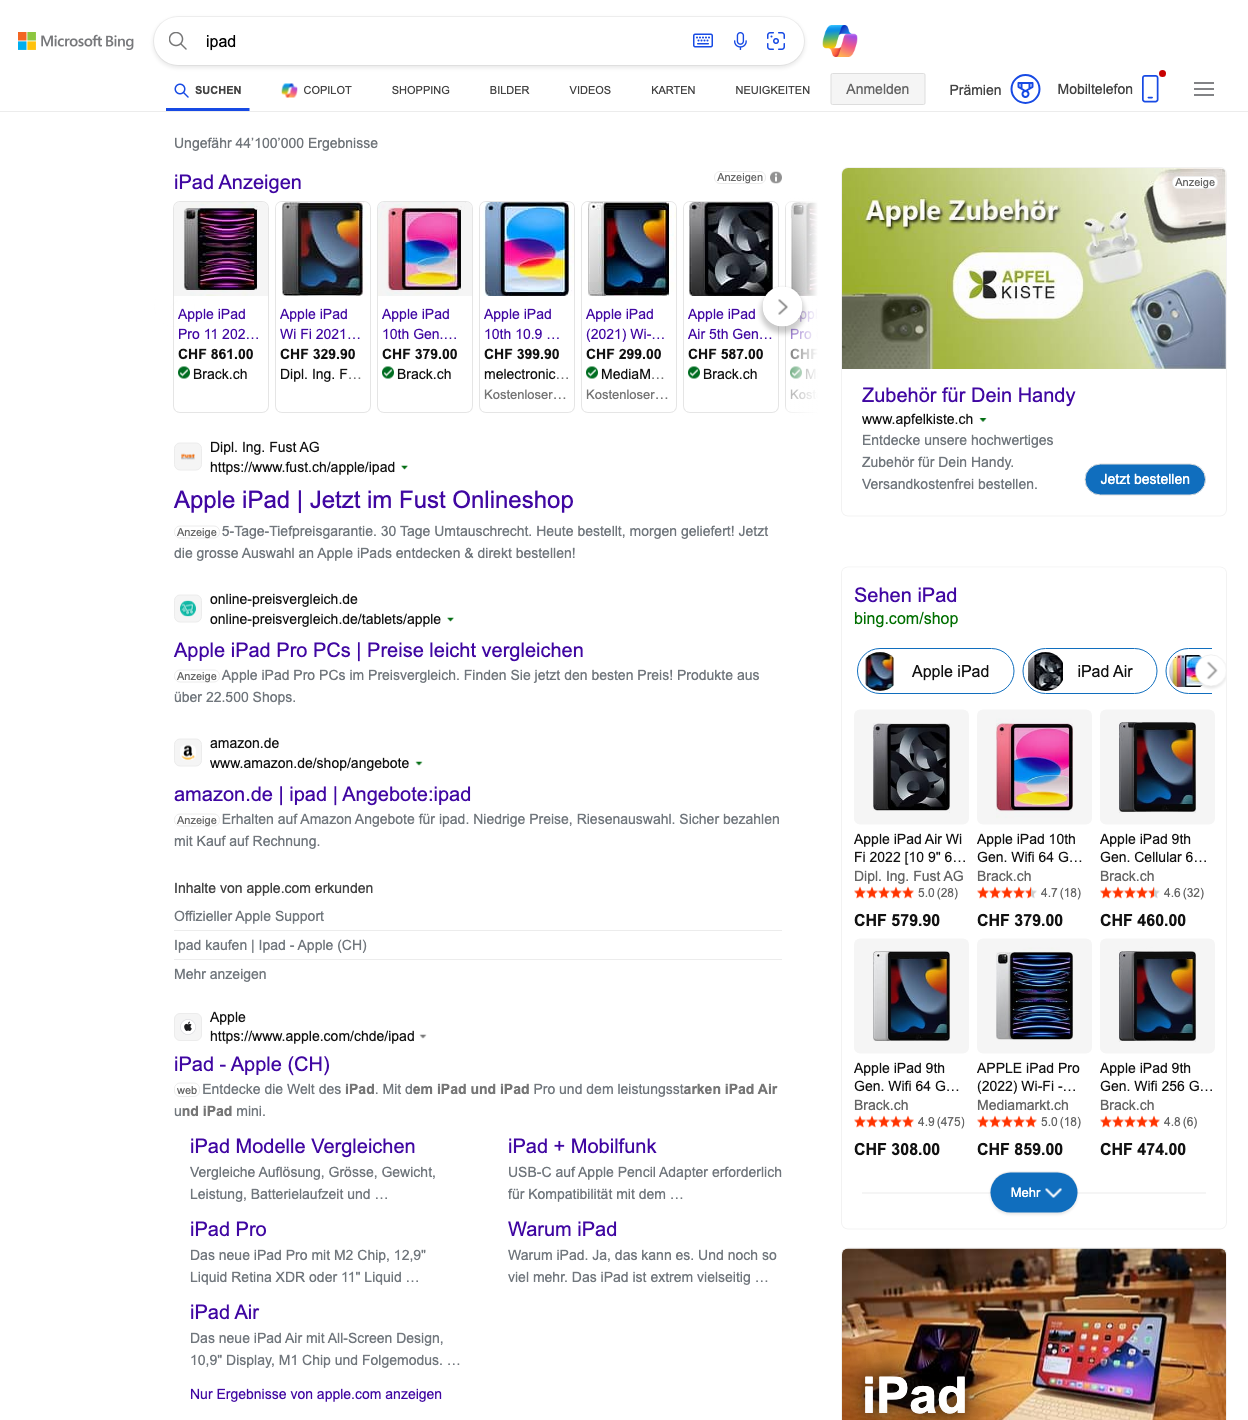 Microsoft Bing
ipad
SUCHEN
COPILOT
SHOPPING
BILDER
VIDEOS
KARTEN
NEUIGKEITEN
Anmelden
Prämien
Mobiltelefon
Ungefähr 44'100'000 Ergebnisse
iPad Anzeigen
Anzeigen
Apple iPad
Pro 11 202...
CHF 861.00
Brack.ch
Apple iPad
Wi Fi 2021...
CHF 329.90
Dipl. Ing. F...
Apple iPad
10th Gen....
CHF 379.00
Brack.ch
Apple iPad
10th 10.9 ...
CHF 399.90
melectronic...
Kostenloser...
Apple iPad
(2021) Wi-...
CHF 299.00
MediaM...
Kostenloser...
Apple iPad
Air 5th Gen...
CHF 587.00
Brack.ch
Pro
CHF
M
Kost
Dipl. Ing. Fust AG
https://www.fust.ch/apple/ipad
Apple iPad | Jetzt im Fust Onlineshop
Anzeige 5-Tage-Tiefpreisgarantie. 30 Tage Umtauschrecht. Heute bestellt, morgen geliefert! Jetzt
die grosse Auswahl an Apple iPads entdecken & direkt bestellen!
online-preisvergleich.de
online-preisvergleich.de/tablets/apple
Apple iPad Pro PCs | Preise leicht vergleichen
Anzeige Apple iPad Pro PCs im Preisvergleich. Finden Sie jetzt den besten Preis! Produkte aus
über 22.500 Shops.
amazon.de
www.amazon.de/shop/angebote
amazon.de | ipad | Angebote:ipad
Anzeige Erhalten auf Amazon Angebote für ipad. Niedrige Preise, Riesenauswahl. Sicher bezahlen
mit Kauf auf Rechnung.
Inhalte von apple.com erkunden
Offizieller Apple Support
Ipad kaufen | Ipad - Apple (CH)
Mehr anzeigen
Apple
https://www.apple.com/chde/ipad
iPad - Apple (CH)
web Entdecke die Welt des iPad. Mit dem iPad und iPad Pro und dem leistungsstarken iPad Air
und iPad mini.
iPad Modelle Vergleichen
Vergleiche Auflösung, Grösse, Gewicht,
Leistung, Batterielaufzeit und ...
iPad Pro
Das neue iPad Pro mit M2 Chip, 12,9"
Liquid Retina XDR oder 11" Liquid ...
iPad Air
Das neue iPad Air mit All-Screen Design,
10,9" Display, M1 Chip und Folgemodus. ...
iPad + Mobilfunk
USB-C auf Apple Pencil Adapter erforderlich
für Kompatibilität mit dem ...
Warum iPad
Warum iPad. Ja, das kann es. Und noch so
viel mehr. Das iPad ist extrem vielseitig ...
Nur Ergebnisse von apple.com anzeigen
Anzeige
Apple Zubehör
APFEL
KISTE
Zubehör für Dein Handy
www.apfelkiste.ch
Entdecke unsere hochwertiges
Zubehör für Dein Handy.
Versandkostenfrei bestellen.
Jetzt bestellen
Sehen iPad
bing.com/shop
Apple iPad
iPad Air
Apple iPad Air Wi
Fi 2022 [10 9" 6...
Dipl. Ing. Fust AG
5.0 (28)
CHF 579.90
Apple iPad 10th
Gen. Wifi 64 G...
Brack.ch
4.7 (18)
CHF 379.00
Apple iPad 9th
Gen. Cellular 6...
Brack.ch
4.6 (32)
CHF 460.00
Apple iPad 9th
Gen. Wifi 64 G...
Brack.ch
4.9 (475)
CHF 308.00
APPLE iPad Pro
(2022) Wi-Fi -...
Mediamarkt.ch
5.0 (18)
CHF 859.00
Apple iPad 9th
Gen. Wifi 256 G...
Brack.ch
4.8 (6)
CHF 474.00
Mehr
iPad